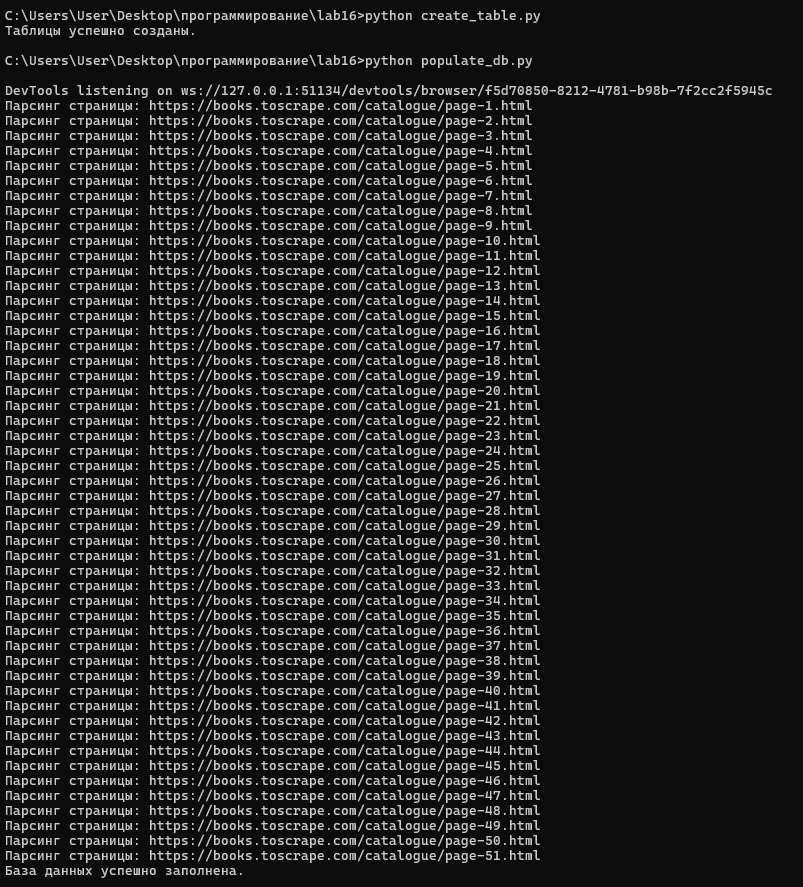 C:\Users\User\Desktop\программирование\lab16>python create_table.py
Таблицы успешно созданы.
C:\Users\User\Desktop\программирование\lab16>python populate_db.py
DevTools listening on ws://127.0.0.1:51134/devtools/browser/f5d70850-8212-4781-b98b-7f2cc2f5945c
Парсинг страницы: https://books.toscrape.com/catalogue/page-1.html
Парсинг страницы: https://books.toscrape.com/catalogue/page-2.html
Парсинг страницы: https://books.toscrape.com/catalogue/page-3.html
Парсинг страницы: https://books.toscrape.com/catalogue/page-4.html
Парсинг страницы: https://books.toscrape.com/catalogue/page-5.html
Парсинг страницы: https://books.toscrape.com/catalogue/page-6.html
Парсинг страницы: https://books.toscrape.com/catalogue/page-7.html
Парсинг страницы: https://books.toscrape.com/catalogue/page-8.html
Парсинг страницы: https://books.toscrape.com/catalogue/page-9.html
Парсинг страницы: https://books.toscrape.com/catalogue/page-10.html
Парсинг страницы: https://books.toscrape.com/catalogue/page-11.html
Парсинг страницы: https://books.toscrape.com/catalogue/page-12.html
Парсинг страницы: https://books.toscrape.com/catalogue/page-13.html
Парсинг страницы: https://books.toscrape.com/catalogue/page-14.html
Парсинг страницы: https://books.toscrape.com/catalogue/page-15.html
Парсинг страницы: https://books.toscrape.com/catalogue/page-16.html
Парсинг страницы: https://books.toscrape.com/catalogue/page-17.html
Парсинг страницы: https://books.toscrape.com/catalogue/page-18.html
Парсинг страницы: https://books.toscrape.com/catalogue/page-19.html
Парсинг страницы: https://books.toscrape.com/catalogue/page-20.html
Парсинг страницы: https://books.toscrape.com/catalogue/page-21.html
Парсинг страницы: https://books.toscrape.com/catalogue/page-22.html
Парсинг страницы: https://books.toscrape.com/catalogue/page-23.html
Парсинг страницы: https://books.toscrape.com/catalogue/page-24.html
Парсинг страницы: https://books.toscrape.com/catalogue/page-25.html
Парсинг страницы: https://books.toscrape.com/catalogue/page-26.html
Парсинг страницы: https://books.toscrape.com/catalogue/page-27.html
Парсинг страницы: https://books.toscrape.com/catalogue/page-28.html
Парсинг страницы: https://books.toscrape.com/catalogue/page-29.html
Парсинг страницы: https://books.toscrape.com/catalogue/page-30.html
Парсинг страницы: https://books.toscrape.com/catalogue/page-31.html
Парсинг страницы: https://books.toscrape.com/catalogue/page-32.html
Парсинг страницы: https://books.toscrape.com/catalogue/page-33.html
Парсинг страницы: https://books.toscrape.com/catalogue/page-34.html
Парсинг страницы: https://books.toscrape.com/catalogue/page-35.html
Парсинг страницы: https://books.toscrape.com/catalogue/page-36.html
Парсинг страницы: https://books.toscrape.com/catalogue/page-37.html
Парсинг страницы: https://books.toscrape.com/catalogue/page-38.html
Парсинг страницы: https://books.toscrape.com/catalogue/page-39.html
Парсинг страницы: https://books.toscrape.com/catalogue/page-40.html
Парсинг страницы: https://books.toscrape.com/catalogue/page-41.html
Парсинг страницы: https://books.toscrape.com/catalogue/page-42.html
Парсинг страницы: https://books.toscrape.com/catalogue/page-43.html
Парсинг страницы: https://books.toscrape.com/catalogue/page-44.html
Парсинг страницы: https://books.toscrape.com/catalogue/page-45.html
Парсинг страницы: https://books.toscrape.com/catalogue/page-46.html
Парсинг страницы: https://books.toscrape.com/catalogue/page-47.html
Парсинг страницы: https://books.toscrape.com/catalogue/page-48.html
Парсинг страницы: https://books.toscrape.com/catalogue/page-49.html
Парсинг страницы: https://books.toscrape.com/catalogue/page-50.html
Парсинг страницы: https://books.toscrape.com/catalogue/page-51.html
База данных успешно заполнена.